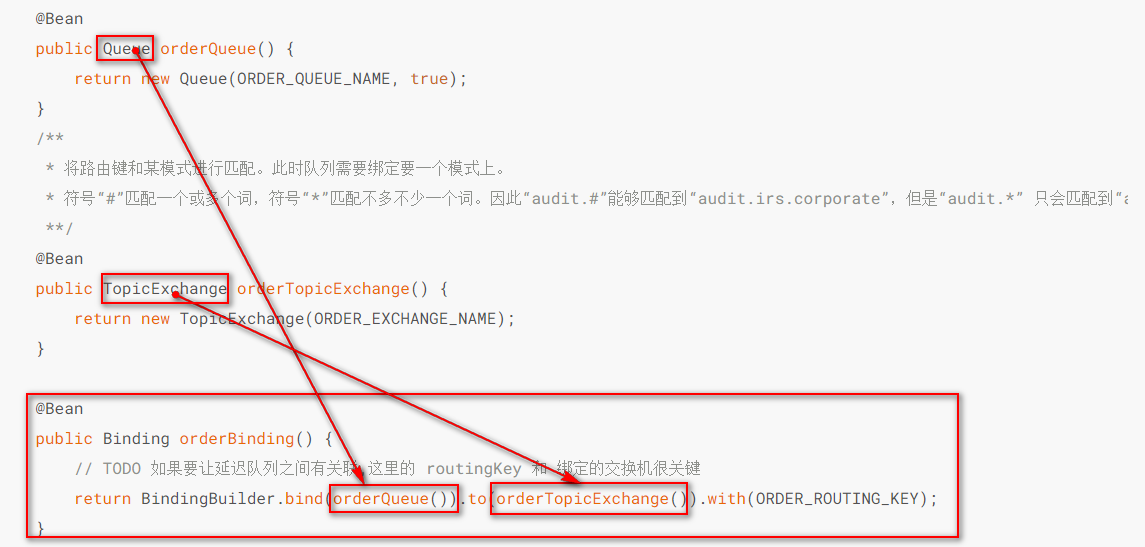 @Bean
public Queue orderQueue() {
return new Queue(ORDER_QUEUE_NAME, true);
}
/**
* 将路由键和某模式进行匹配。此时队列需要绑定要一个模式上。
* 符号“#”匹配一个或多个词，符号“*”匹配不多不少一个词。因此“audit.#”能够匹配到“audit.irs.corporate”，但是“audit.*” 只会匹配到“a
**/
@Bean
public TopicExchange orderTopicExchange() {
return new TopicExchange(ORDER_EXCHANGE_NAME);
}
@Bean
public Binding orderBinding() {
// TODO 如果要让延迟队列之间有关联,这里的 routingKey 和 绑定的交换机很关键
return BindingBuilder.bind(orderQueue()).to(orderTopicExchange()).with(ORDER_ROUTING_KEY);
}